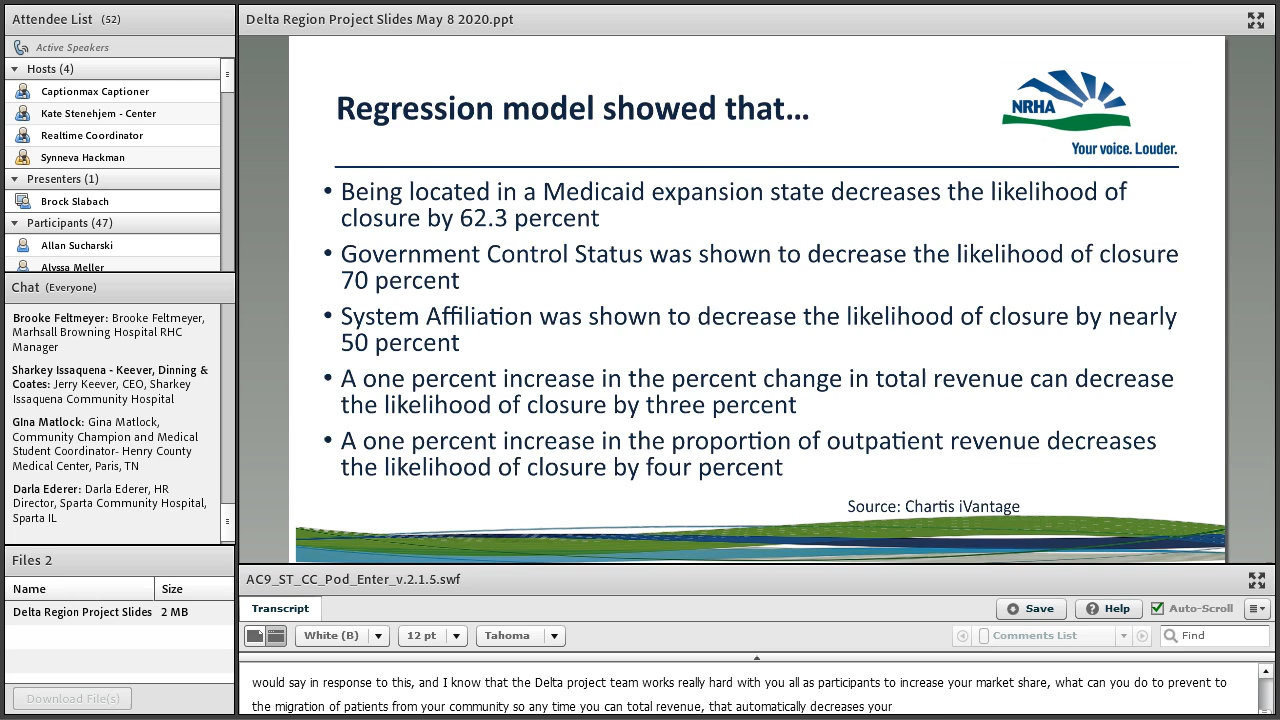 Attendee List (52)
Active Speakers
Hosts (4)
Captionmax Captioner
Kate Stenehjem - Center
Realtime Coordinator
Synneva Hackman
Presenters (1)
Brock Slabach
Participants (47)
Allan Sucharski
Alyssa Meller
Chat (Everyone)
Brooke Feltmeyer: Brooke Feltmeyer,
Marhsall Browning Hospital RHC
Manager
Sharkey Issaquena - Keever, Dinning &
Coates: Jerry Keever, CEO, Sharkey
Issaquena Community Hospital
Gina Matlock: Gina Matlock,
Community Champion and Medical
Student Coordinator- Henry County
Medical Center, Paris, TN
Darla Ederer: Darla Ederer, HR
Director, Sparta Community Hospital,
Sparta IL
Files 2
Name Size
Delta Region Project Slides 2 MB
Download File(s)
Delta Region Project Slides May 8 2020.ppt
Regression model showed that...
NRHA
Your voice. Louder.
• Being located in a Medicaid expansion state decreases the likelihood of
closure by 62.3 percent
• Government Control Status was shown to decrease the likelihood of closure
70 percent
• System Affiliation was shown to decrease the likelihood of closure by nearly
50 percent
• A one percent increase in the percent change in total revenue can decrease
the likelihood of closure by three percent
• A one percent increase in the proportion of outpatient revenue decreases
the likelihood of closure by four percent
Source: Chartis iVantage
AC9_ST_CC_Pod_Enter_v.2.1.5.swf
Transcript Save Help Auto-Scroll
White (B) 12 pt Tahoma Comments List Find
would say in response to this, and I know that the Delta project team works really hard with you all as participants to increase your market share, what can you do to prevent to
the migration of patients from your community so any time you can total revenue, that automatically decreases your